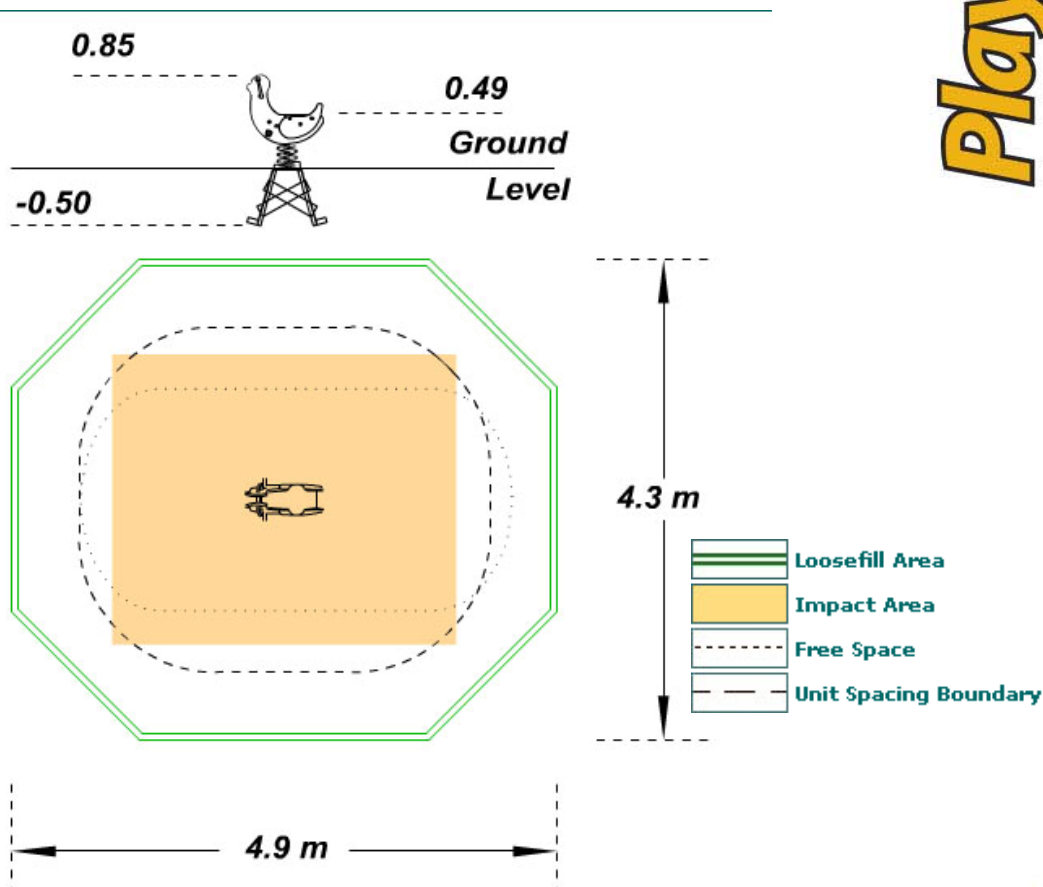 Play
0.85
0.49
Ground
Level
-0.50
4.3 m
Loosefill Area
Impact Area
Free Space
Unit Spacing Boundary
4.9 m